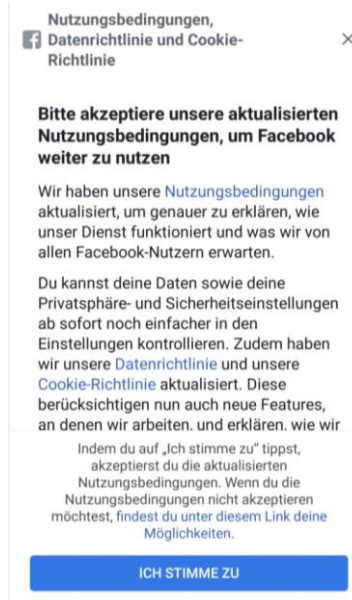 Nutzungsbedingungen,
Datenrichtlinie und Cookie-
Richtlinie
Bitte akzeptiere unsere aktualisierten
Nutzungsbedingungen, um Facebook
weiter zu nutzen
Wir haben unsere Nutzungsbedingungen
aktualisiert, um genauer zu erklären, wie
unser Dienst funktioniert und was wir von
allen Facebook-Nutzern erwarten.
Du kannst deine Daten sowie deine
Privatsphäre- und Sicherheitseinstellungen
ab sofort noch einfacher in den
Einstellungen kontrollieren. Zudem haben
wir unsere Datenrichtlinie und unsere
Cookie-Richtlinie aktualisiert. Diese
berücksichtigen nun auch neue Features,
an denen wir arbeiten, und erklären, wie wir
Indem du auf „Ich stimme zu“ tippst,
akzeptierst du die aktualisierten
Nutzungsbedingungen. Wenn du die
Nutzungsbedingungen nicht akzeptieren
möchtest, findest du unter diesem Link deine
Möglichkeiten.
ICH STIMME ZU